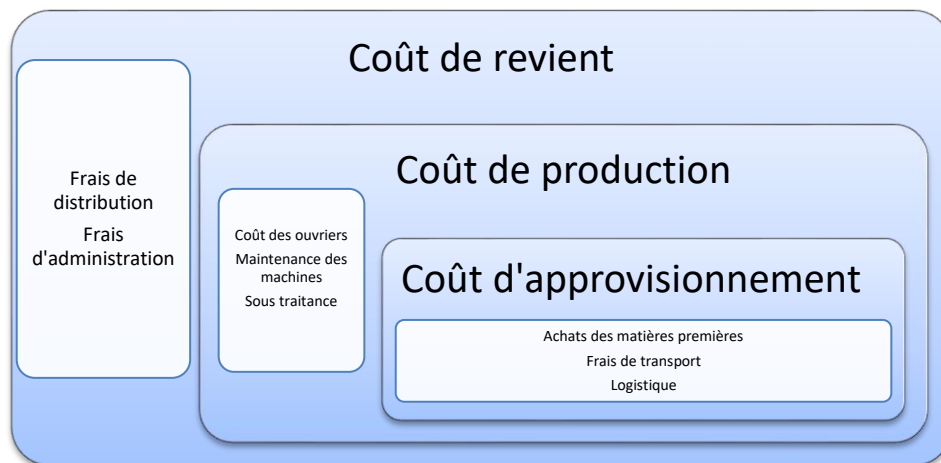 Coût de revient
Frais de
distribution
Frais
d'administration
Coût de production
Coût des ouvriers
Maintenance des
machines
Sous traitance
Coût d'approvisionnement
Achats des matières premières
Frais de transport
Logistique